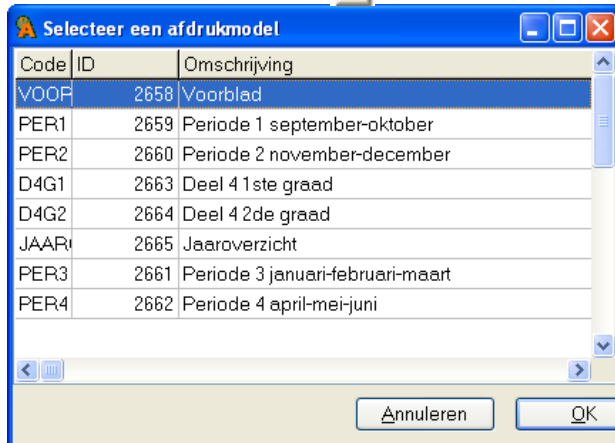 Selecteer een afdrukmodel
Code ID Omschrijving
VOOR 2658 Voorblad
PER1 2659 Periode 1 september-oktober
PER2 2660 Periode 2 november-december
D4G1 2663 Deel 4 1ste graad
D4G2 2664 Deel 4 2de graad
JAAR 2665 Jaaroverzicht
PER3 2661 Periode 3 januari-februari-maart
PER4 2662 Periode 4 april-mei-juni
Annuleren OK